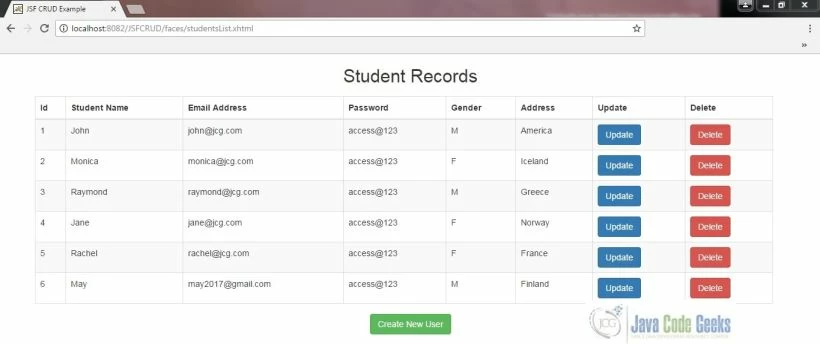 JSF CRUD Example
localhost:8082/JSFCRUD/faces/studentsList.xhtml
Student Records
Id Student Name Email Address Password Gender Address Update Delete
1 John john@jcg.com access@123 M America Update Delete
2 Monica monica@jcg.com access@123 F Iceland Update Delete
3 Raymond raymond@jcg.com access@123 M Greece Update Delete
4 Jane jane@jcg.com access@123 F Norway Update Delete
5 Rachel rachel@jcg.com access@123 F France Update Delete
6 May may2017@gmail.com access@123 M Finland Update Delete
Create New User
JCG Java Code Geeks